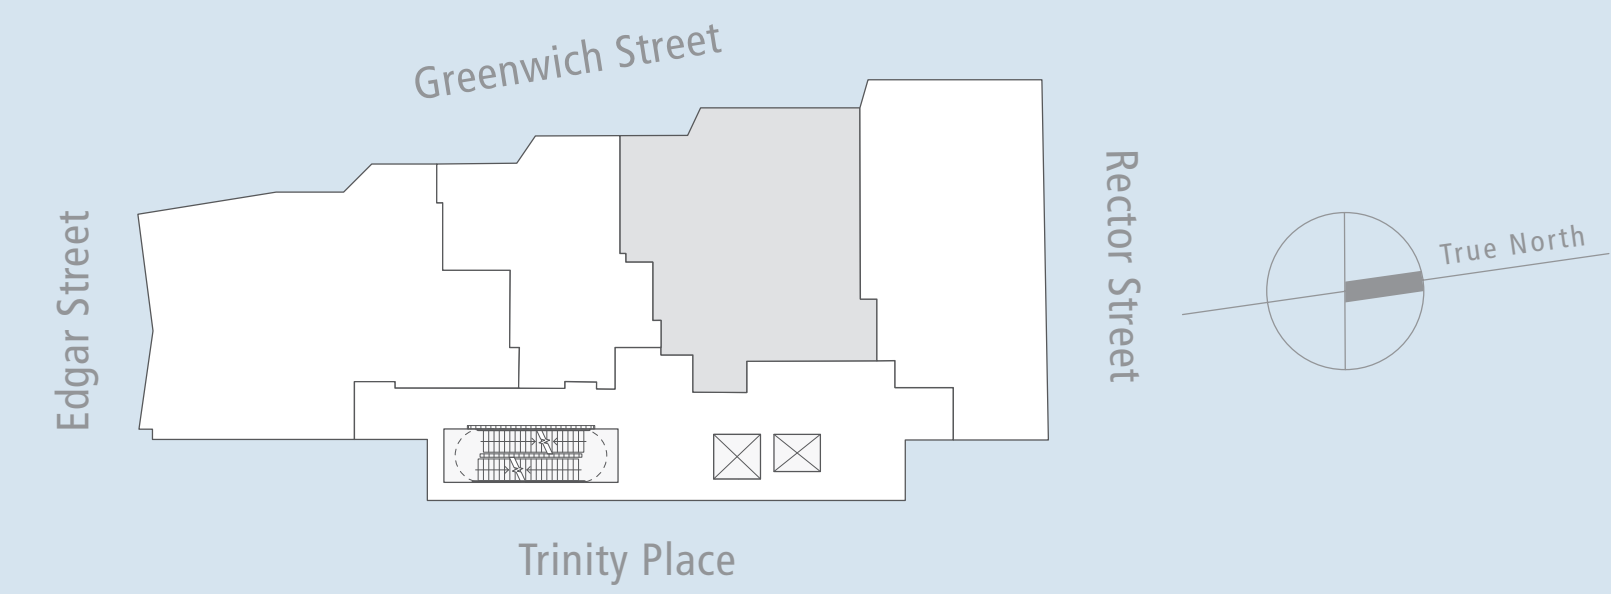 Greenwich Street
Edgar Street
Rector Street
True North
Trinity Place